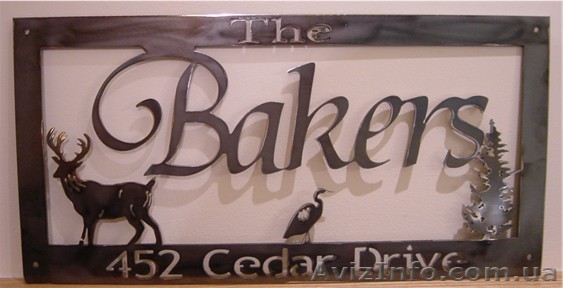 The
Bakers
452 Cedar Drive
AvizInfo.com.ua